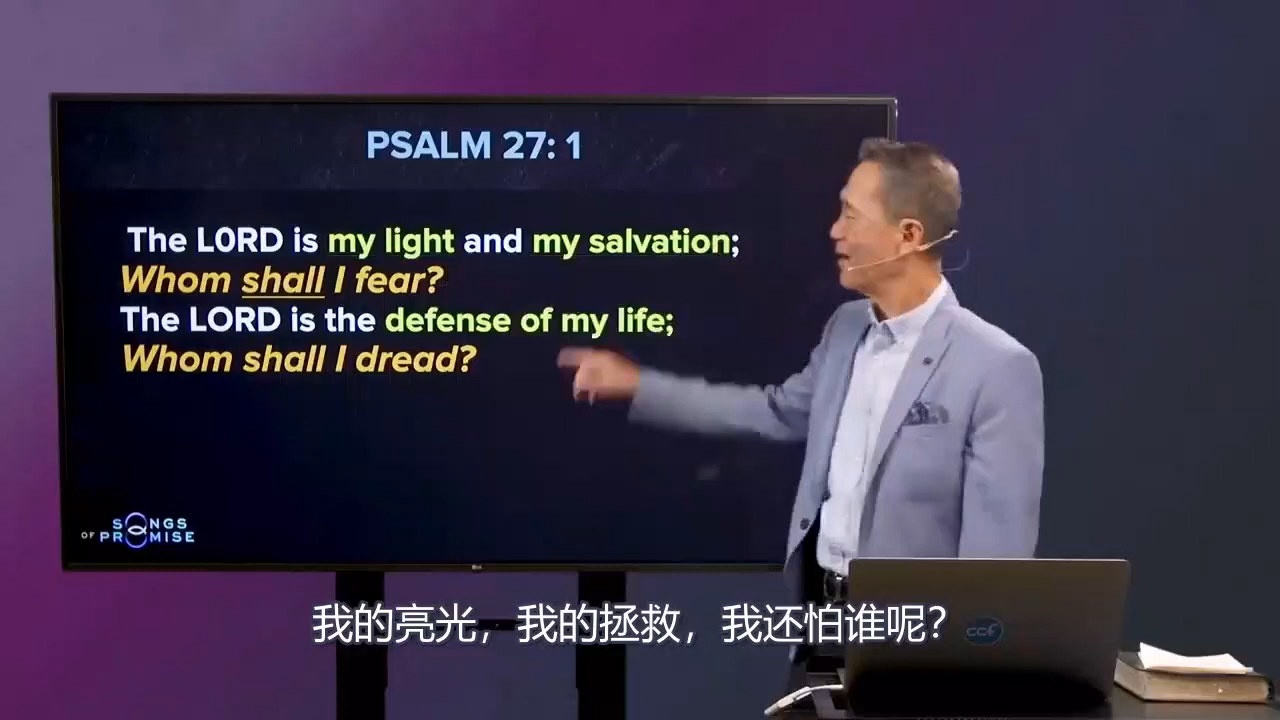 PSALM 27: 1
The L0RD is my light and my salvation;
Whom shall I fear?
The LORD is the defense of my life;
Whom shall I dread?
SONGS
OF PROMISE
我的亮光，我的拯救，我还怕谁呢？
ccf